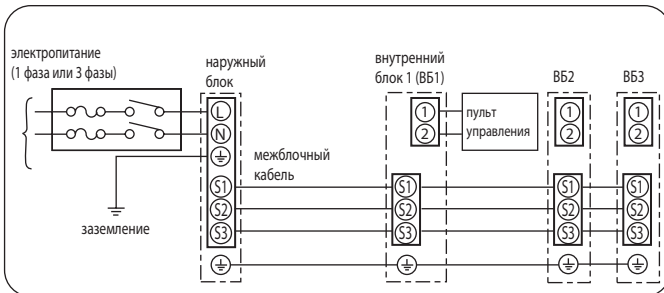 электропитание
(1 фаза или 3 фазы)
наружный
блок
внутренний
блок 1 (ВБ1)
ВБ2
ВБ3
L
N
1
2
пульт
управления
1
2
1
2
межблочный
кабель
заземление
S1
S2
S3
S1
S2
S3
S1
S2
S3
S1
S2
S3